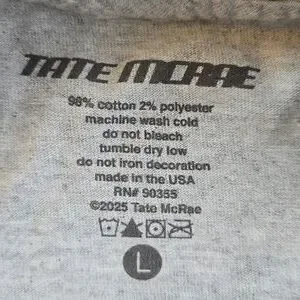 TATE MCRAE
98% cotton 2% polyester
machine wash cold
do not bleach
tumble dry low
do not iron decoration
made in the USA
RN# 90355
©2025 Tate McRae
L